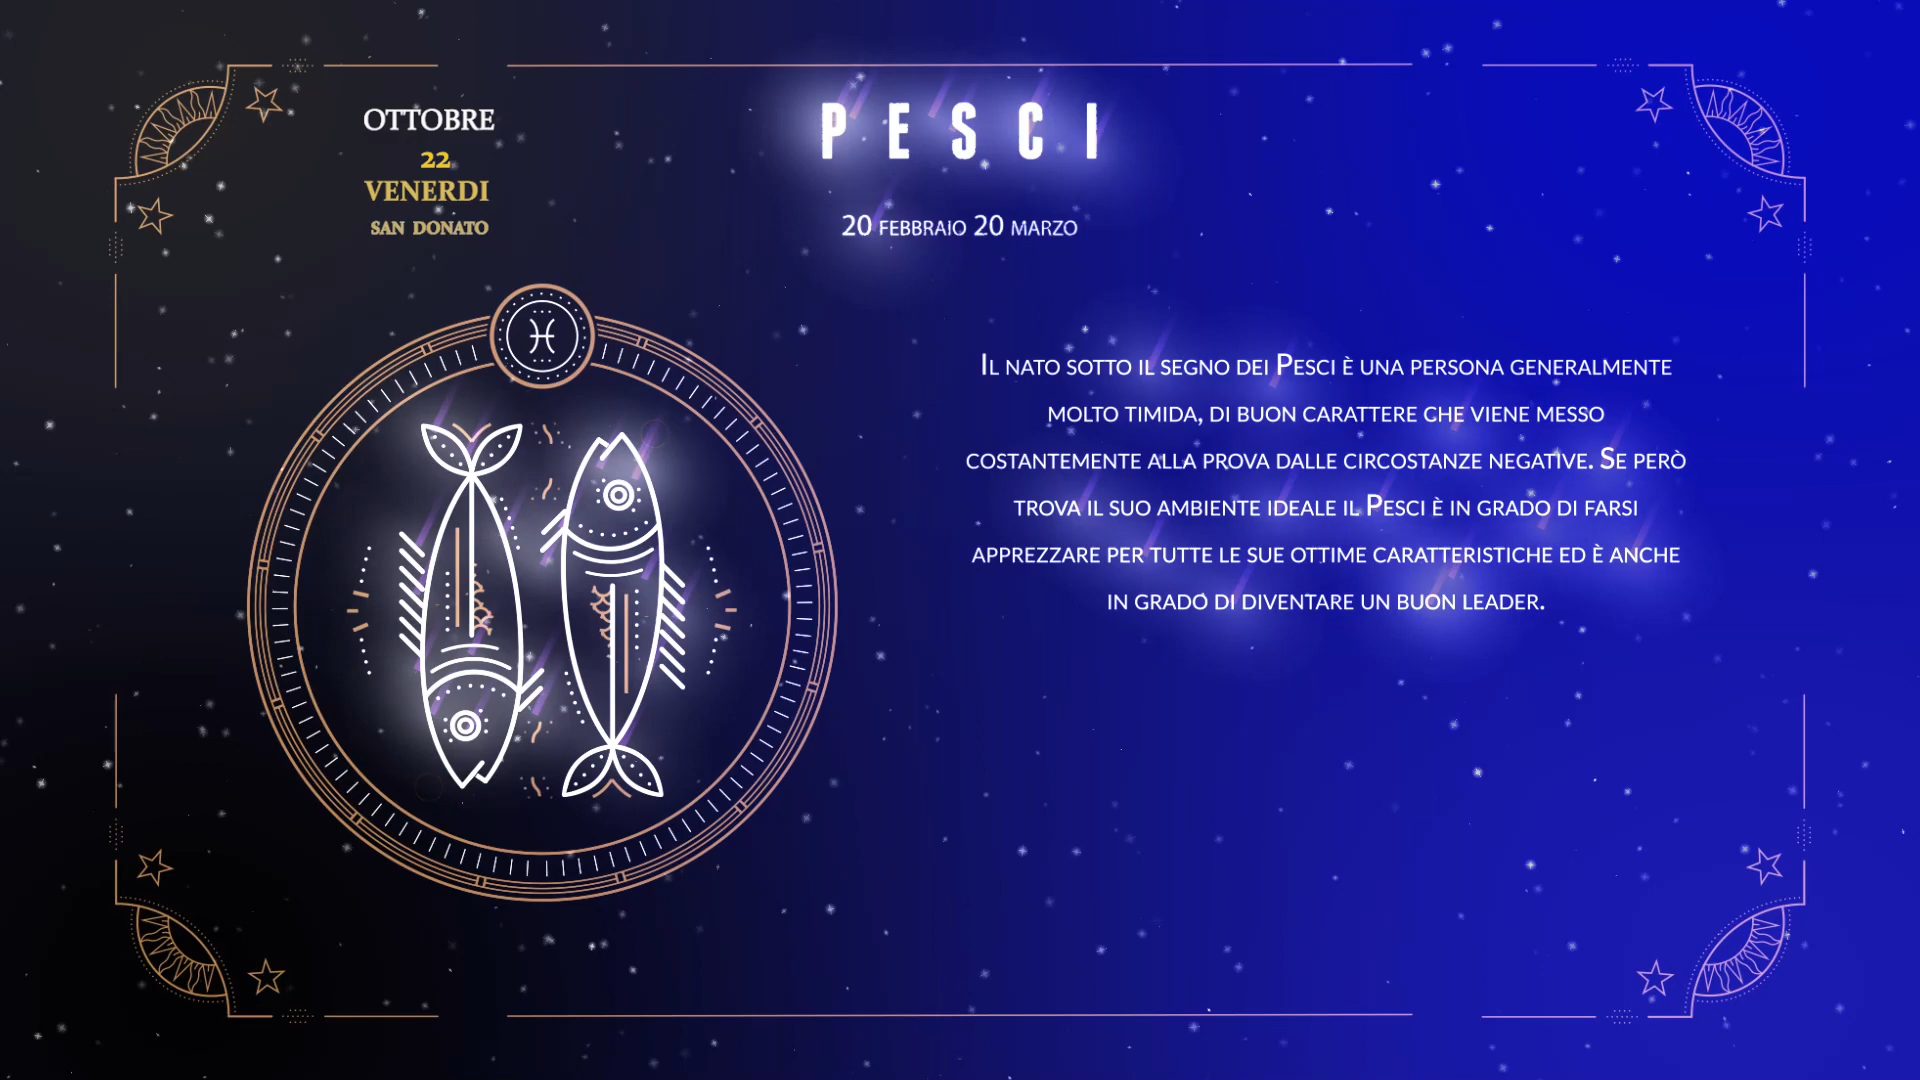 OTTOBRE
22
VENERDI
SAN DONATO
PESCI
20 FEBBRAIO 20 MARZO
IL NATO SOTTO IL SEGNO DEI PESCI È UNA PERSONA GENERALMENTE
MOLTO TIMIDA, DI BUON CARATTERE CHE VIENE MESSO
COSTANTEMENTE ALLA PROVA DALLE CIRCOSTANZE NEGATIVE. SE PERÒ
TROVA IL SUO AMBIENTE IDEALE IL PESCI È IN GRADO DI FARSI
APPREZZARE PER TUTTE LE SUE OTTIME CARATTERISTICHE ED È ANCHE
IN GRADO DI DIVENTARE UN BUON LEADER.